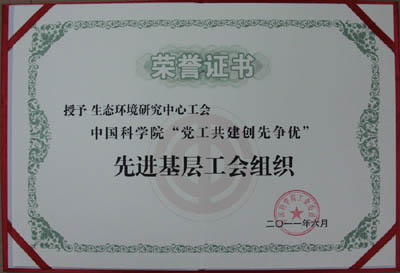 荣誉证书
授予 生态环境研究中心工会
中国科学院“党工共建创先争优”
先进基层工会组织
二〇一一年六月